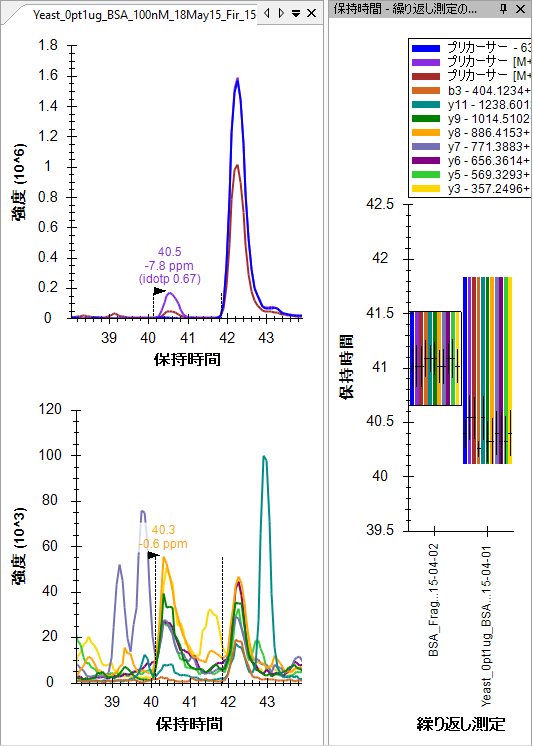 Yeast_0pt1ug_BSA_100nM_18May15_Fir_15
保持時間 - 繰り返し測定の...
1.8
1.6
1.4
1.2
1
0.8
0.6
0.4
0.2
0
強度 (10^6)
40.5
-7.8 ppm
(idotp 0.67)
39 40 41 42 43
保持時間
120
100
80
60
40
20
0
強度 (10^3)
40.3
-0.6 ppm
39 40 41 42 43
保持時間
プリカーサー - 63
プリカーサー [M+
プリカーサー [M+
b3 - 404.1234+
y11 - 1238.601
y9 - 1014.5102
y8 - 886.4153+
y7 - 771.3883+
y6 - 656.3614+
y5 - 569.3293+
y3 - 357.2496+
42.5
42
41.5
41
40.5
40
39.5
保持時間
BSA_Frag...15-04-02
Yeast_0pt1ug_BSA...15-04-01
繰り返し測定